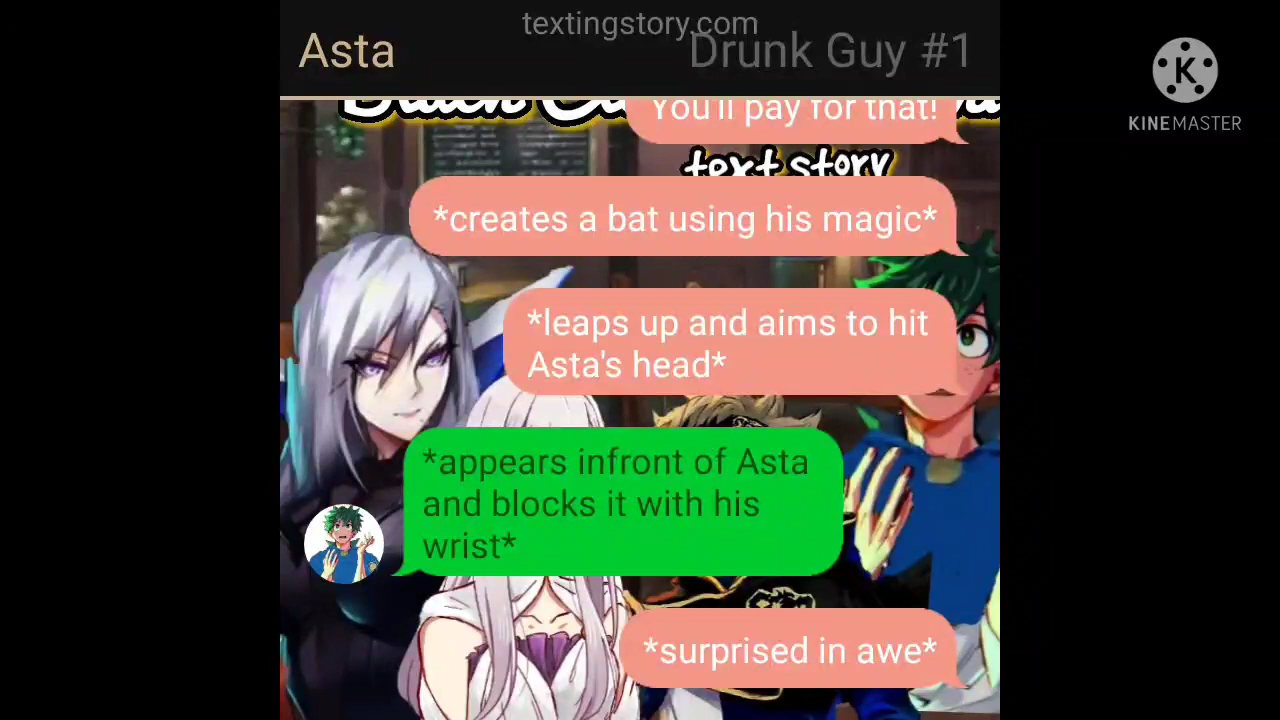 textingstory.com
Asta
Drunk Guy #1
K
KINEMASTER
You'll pay for that!
text story
*creates a bat using his magic*
*leaps up and aims to hit
Asta's head*
*appears infront of Asta
and blocks it with his
wrist*
*surprised in awe*